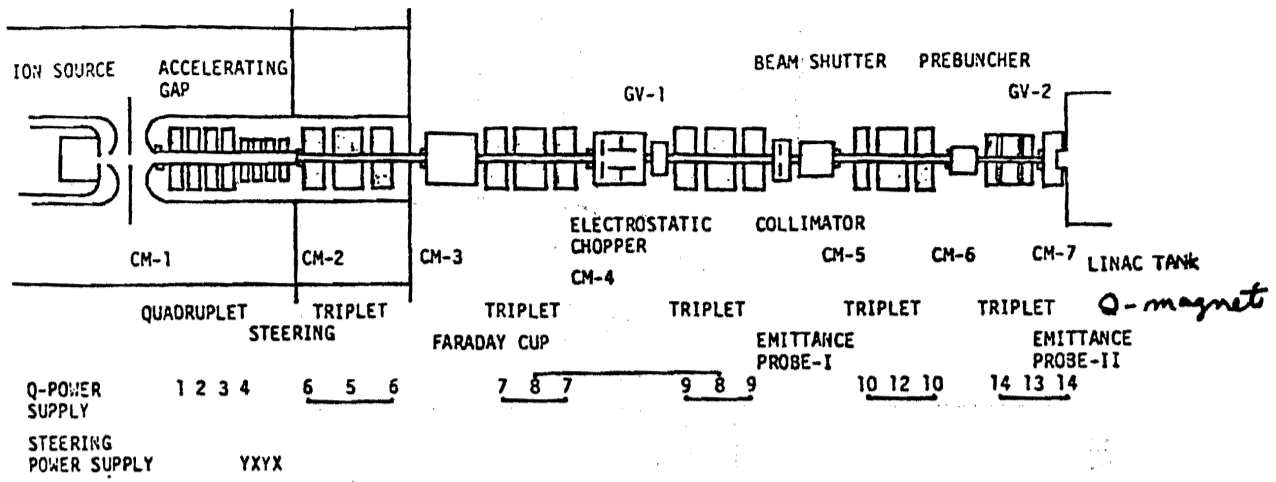 BEAM SHUTTER PREBUNCHER
ION SOURCE ACCELERATING
GAP
GV-1 GV-2
ELECTROSTATIC COLLIMATOR
CHOPPER
CM-1 CM-2 CM-3 CM-5 CM-6 CM-7 LINAC TANK
CM-4
QUADRUPLET TRIPLET TRIPLET TRIPLET TRIPLET TRIPLET Q-magnets
STEERING FARADAY CUP EMITTANCE EMITTANCE
PROBE-I PROBE-II
Q-POWER 1 2 3 4 6 5 6 7 8 7 9 8 9 10 12 10 14 13 14
SUPPLY
STEERING
POWER SUPPLY YXYX